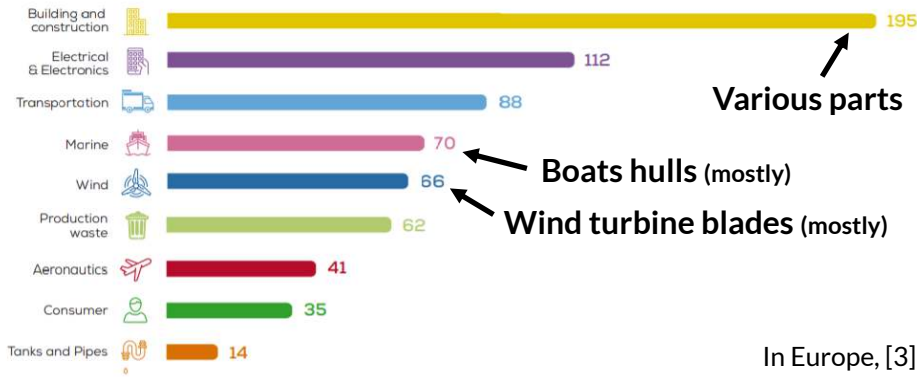 Building and
construction
195
Electrical
& Electronics
112
Various parts
Transportation
88
Marine
70
Boats hulls (mostly)
Wind
66
Wind turbine blades (mostly)
Production
waste
62
Aeronautics
41
Consumer
35
Tanks and Pipes
14
In Europe, [3]